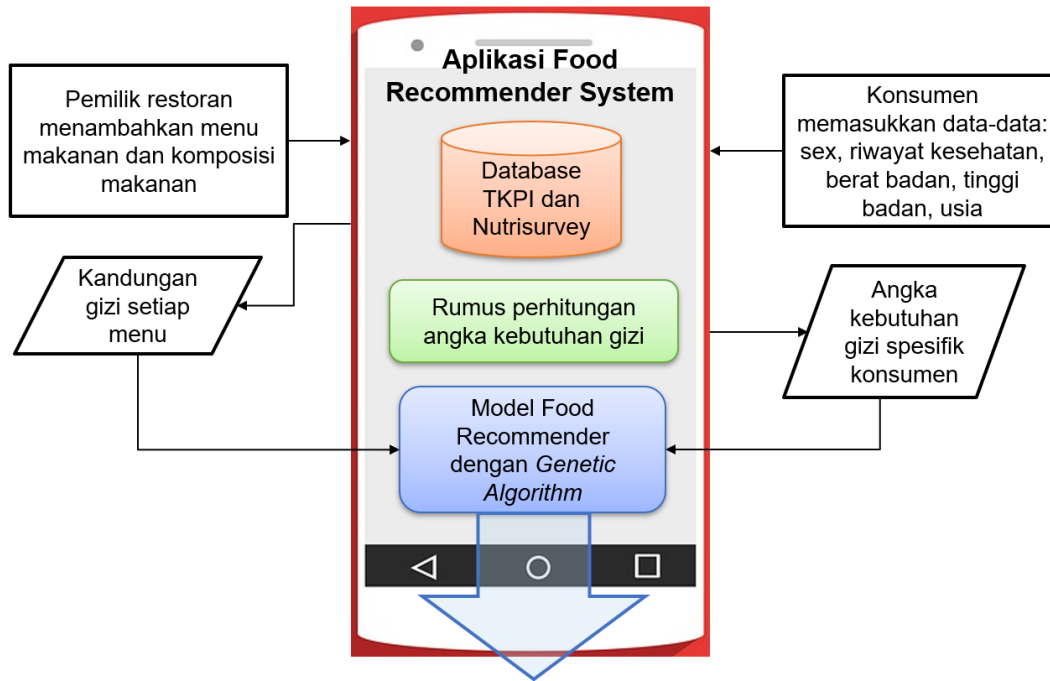 Aplikasi Food
Recommender System
Pemilik restoran
menambahkan menu
makanan dan komposisi
makanan
Konsumen
memasukkan data-data:
sex, riwayat kesehatan,
berat badan, tinggi
badan, usia
Database
TKPI dan
Nutrisurvey
Kandungan
gizi setiap
menu
Rumus perhitungan
angka kebutuhan gizi
Angka
kebutuhan
gizi spesifik
konsumen
Model Food
Recommender
dengan Genetic
Algorithm